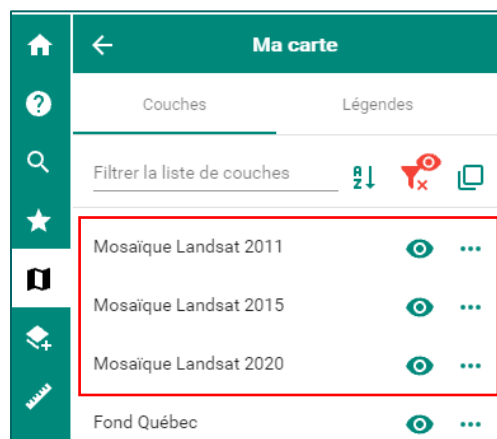 Ma carte
Couches Légendes
Filtrer la liste de couches
Mosaïque Landsat 2011
Mosaïque Landsat 2015
Mosaïque Landsat 2020
Fond Québec